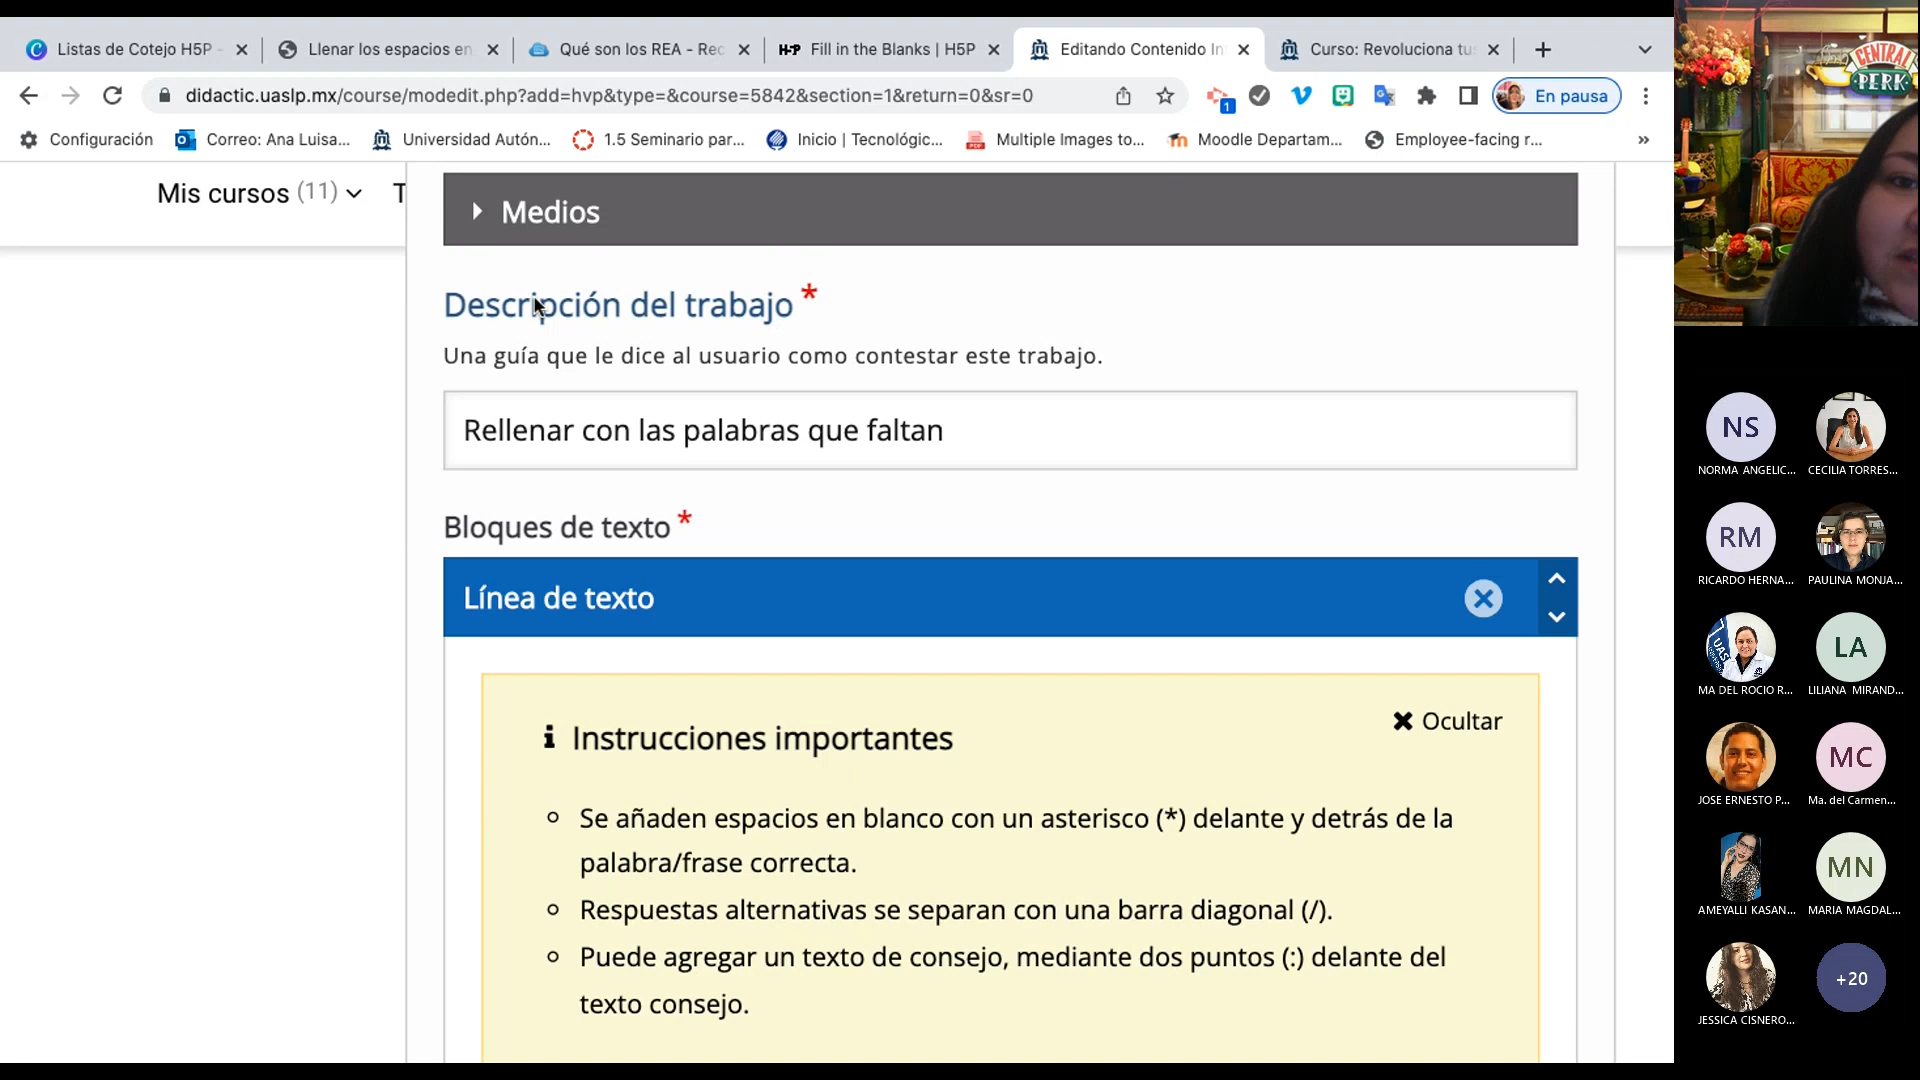 Listas de Cotejo H5P -
Llenar los espacios en
Qué son los REA - Rec
H-P Fill in the Blanks | H5P
Editando Contenido In
Curso: Revoluciona tus
didactic.uaslp.mx/course/modedit.php?add=hvp&type=&course=5842&section=1&return=0&sr=0
1
En pausa
Configuración
Correo: Ana Luisa...
Universidad Autón...
1.5 Seminario par...
Inicio | Tecnológic...
Multiple Images to...
Moodle Departam...
Employee-facing r...
»
Mis cursos (11)
T
Medios
Descripción del trabajo *
Una guía que le dice al usuario como contestar este trabajo.
Rellenar con las palabras que faltan
Bloques de texto *
Línea de texto
Ocultar
Instrucciones importantes
Se añaden espacios en blanco con un asterisco (*) delante y detrás de la
palabra/frase correcta.
Respuestas alternativas se separan con una barra diagonal (/).
Puede agregar un texto de consejo, mediante dos puntos (:) delante del
texto consejo.
CENTRAL
PERK
NS
NORMA ANGELIC...
CECILIA TORRES...
RM
RICARDO HERNA...
PAULINA MONJA...
MA DEL ROCIO R...
LA
LILIANA MIRAND...
JOSE ERNESTO P...
MC
Ma. del Carmen...
AMEYALLI KASAN...
MN
MARIA MAGDAL...
JESSICA CISNERO...
+20